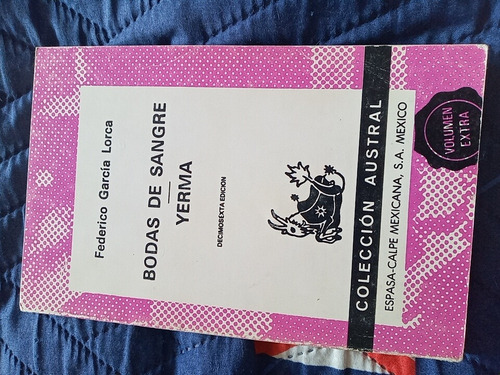 Federico García Lorca
BODAS DE SANGRE
YERMA
DECIMOSEXTA EDICION
COLECCIÓN AUSTRAL
ESPASA-CALPE MEXICANA, S.A. MEXICO
VOLUMEN
EXTRA